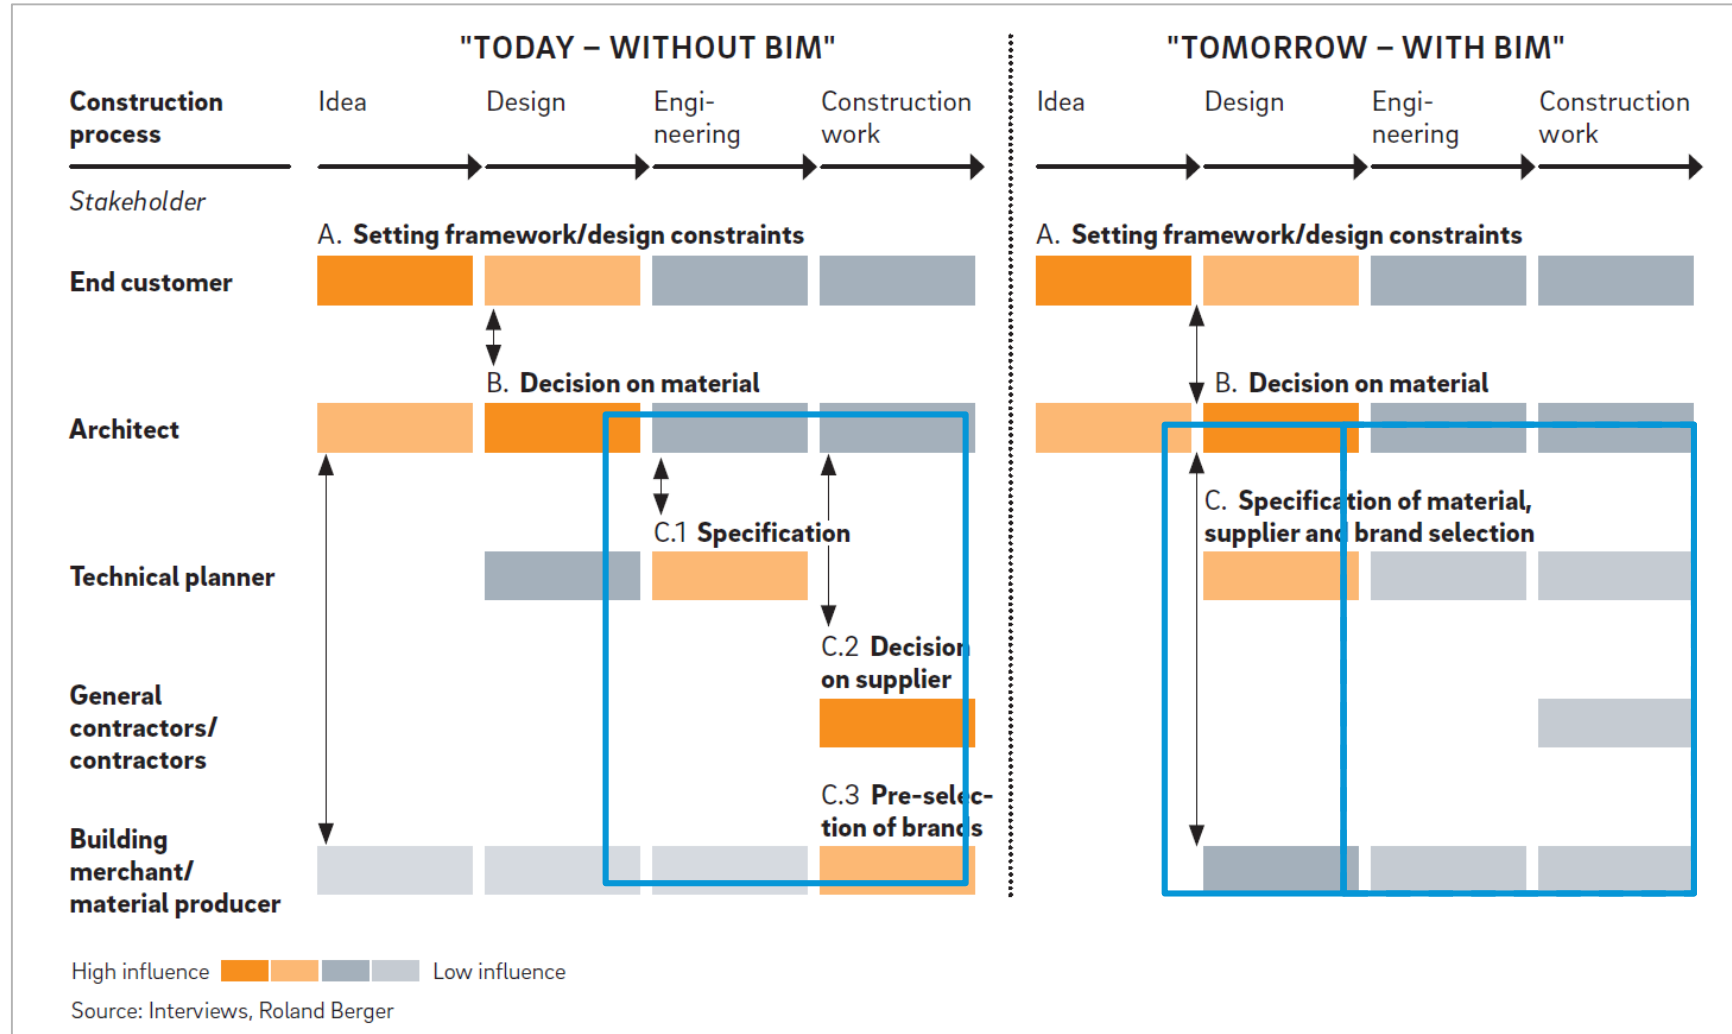 "TODAY – WITHOUT BIM"
"TOMORROW – WITH BIM"
Construction
process
Idea
Design
Engi-
neering
Construction
work
Idea
Design
Engi-
neering
Construction
work
Stakeholder
A. Setting framework/design constraints
A. Setting framework/design constraints
End customer
B. Decision on material
B. Decision on material
Architect
C.1 Specification
C. Specification of material,
supplier and brand selection
Technical planner
C.2 Decision
on supplier
General
contractors/
contractors
C.3 Pre-selec-
tion of brands
Building
merchant/
material producer
High influence
Low influence
Source: Interviews, Roland Berger